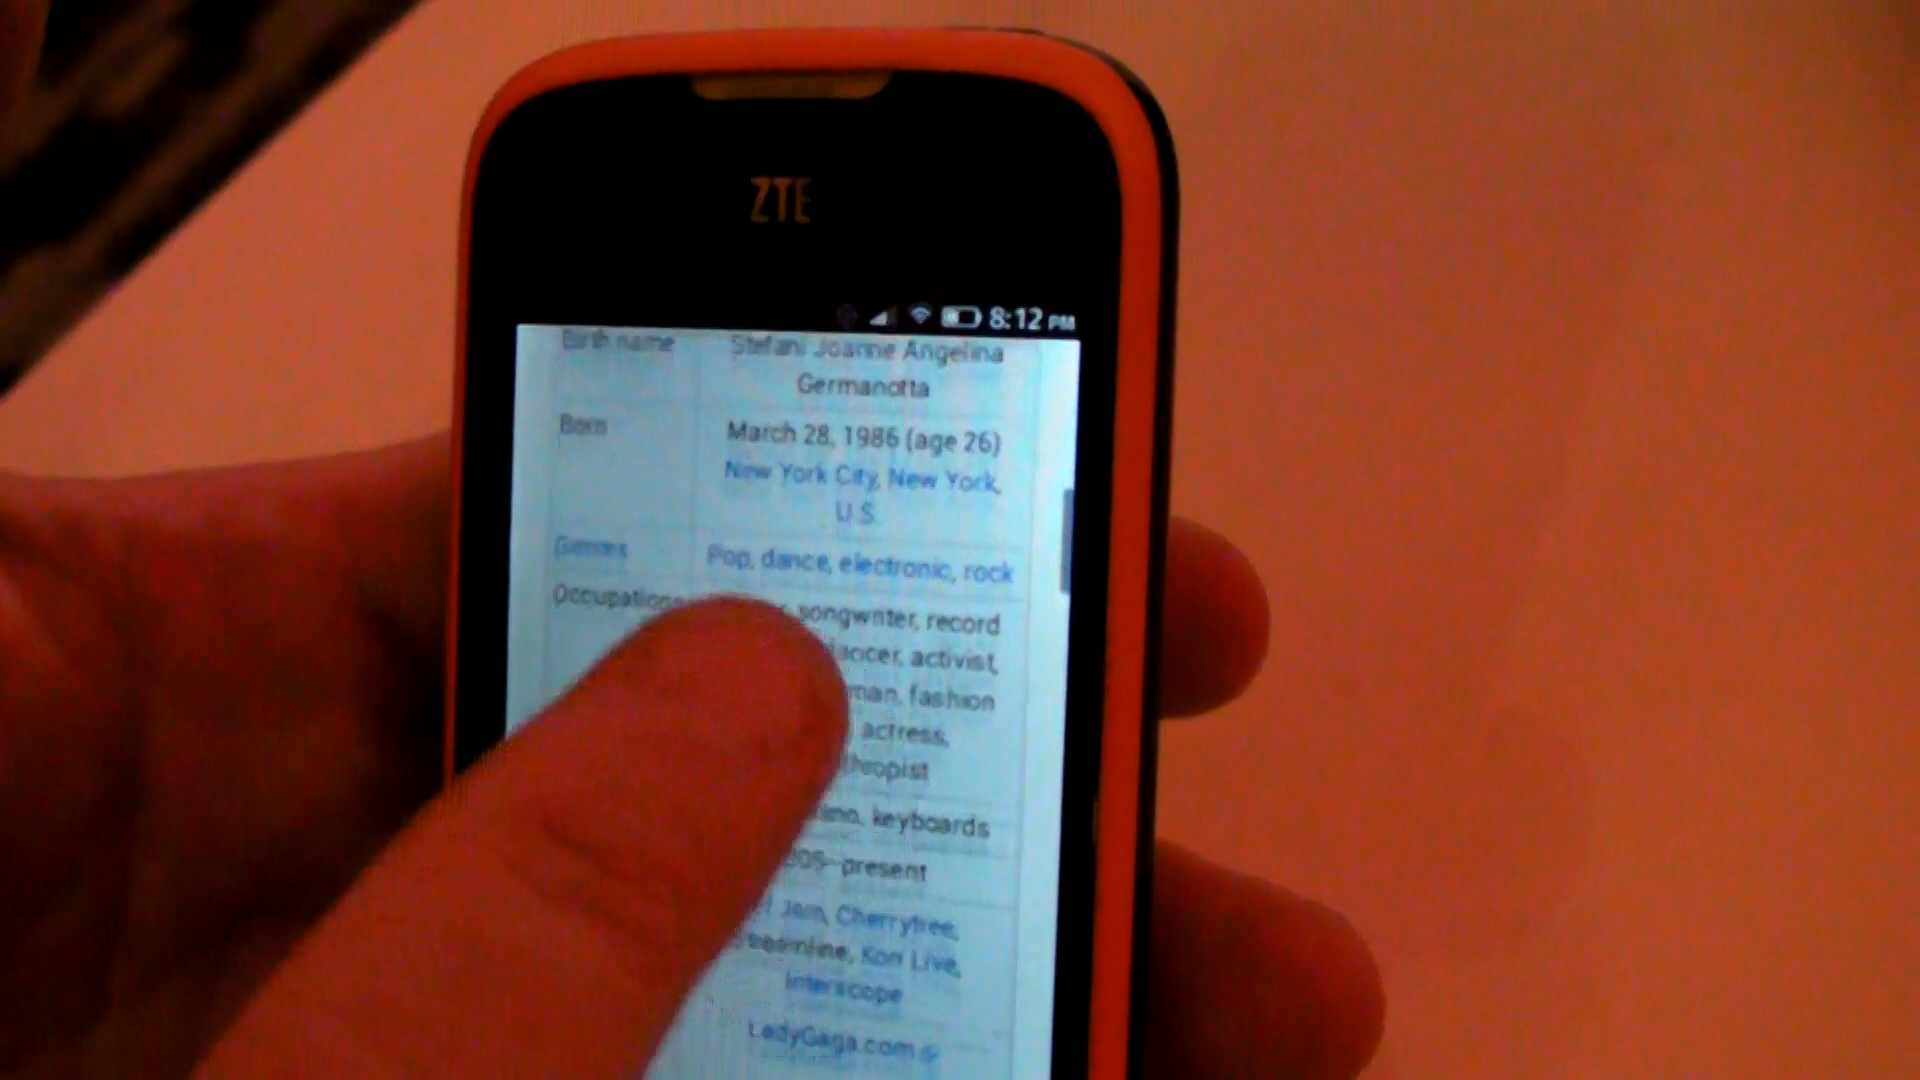 ZTE
8:12 PM
Birth name Stefani Joanne Angelina
Germanotta
Born March 28, 1986 (age 26)
New York City, New York,
U.S.
Genres Pop, dance, electronic, rock
Occupations songwriter, record
dancer, activist,
fashion
actress,
keyboards
present
Jam, Cherrytree,
Streamline, Kon Live,
Interscope
LadyGaga.com